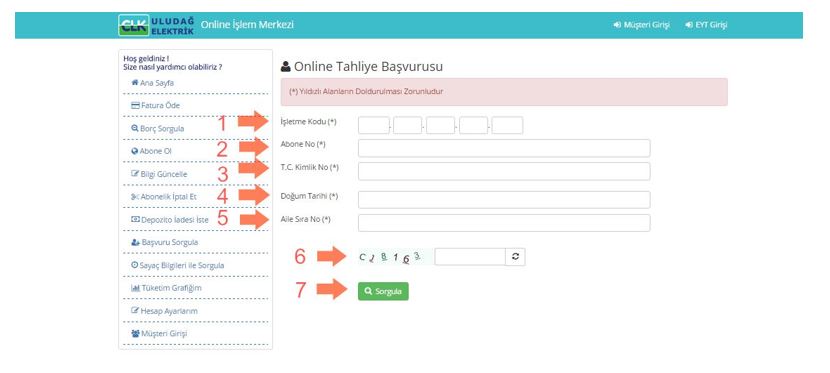 CLK ULUDAĞ
ELEKTRİK
Online İşlem Merkezi
Müşteri Girişi
EYT Girişi
Hoş geldiniz !
Size nasıl yardımcı olabiliriz ?
Ana Sayfa
Fatura Öde
Borç Sorgula
Abone Ol
Bilgi Güncelle
Abonelik İptal Et
Depozito İadesi İste
Başvuru Sorgula
Sayaç Bilgileri ile Sorgula
Tüketim Grafiğim
Hesap Ayarlarım
Müşteri Girişi
Online Tahliye Başvurusu
(*) Yıldızlı Alanların Doldurulması Zorunludur
1 İşletme Kodu (*)
2 Abone No (*)
3 T.C. Kimlik No (*)
4 Doğum Tarihi (*)
5 Aile Sıra No (*)
6
7 Sorgula